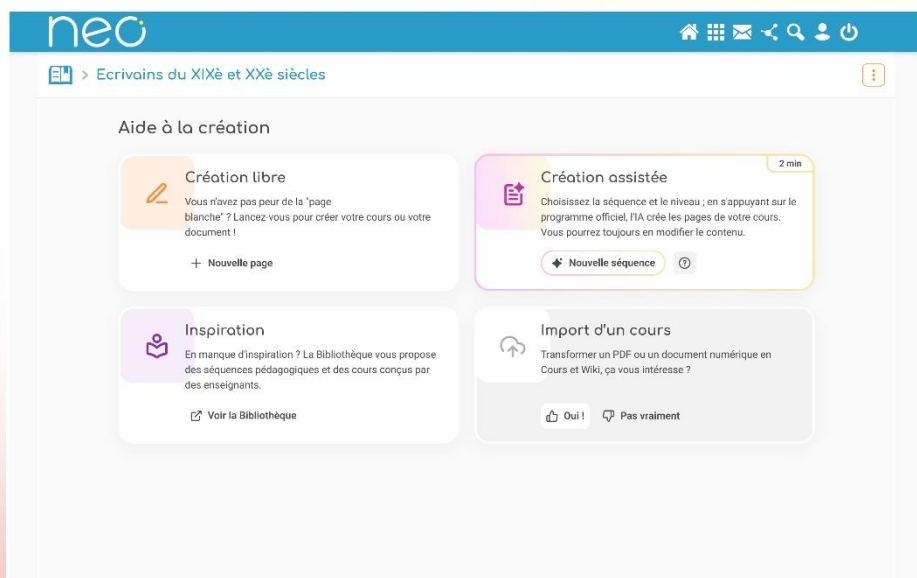 neo
> Ecrivains du XIXè et XXè siècles
Aide à la création
Création libre
Vous n'avez pas peur de la "page
blanche" ? Lancez-vous pour créer votre cours ou votre
document !
+ Nouvelle page
2 min
Création assistée
Choisissez la séquence et le niveau ; en s'appuyant sur le
programme officiel, l'IA crée les pages de votre cours.
Vous pourrez toujours en modifier le contenu.
Nouvelle séquence ?
Inspiration
En manque d'inspiration ? La Bibliothèque vous propose
des séquences pédagogiques et des cours conçus par
des enseignants.
Voir la Bibliothèque
Import d'un cours
Transformer un PDF ou un document numérique en
Cours et Wiki, ça vous intéresse ?
Oui ! Pas vraiment